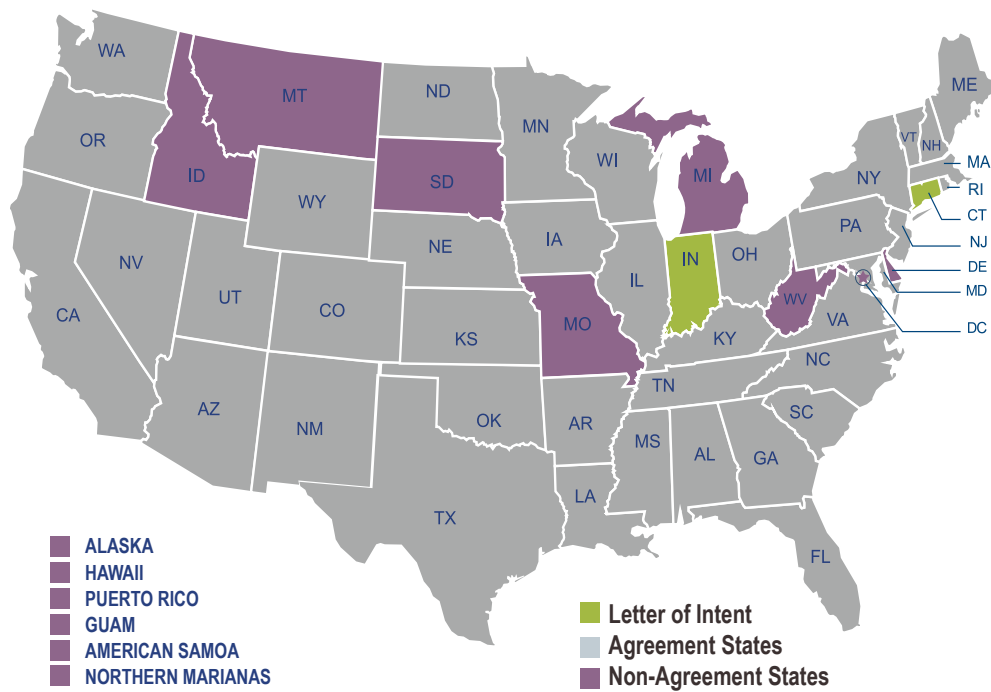 WA
MT
ND
MN
ME
OR
ID
SD
WI
MI
VT
NH
NY
MA
RI
CT
WY
IA
NE
PA
NJ
NV
UT
CO
IL
IN
OH
DE
MD
DC
CA
KS
MO
WV
KY
VA
NC
AZ
NM
OK
AR
TN
SC
MS
AL
GA
LA
TX
FL
ALASKA
HAWAII
PUERTO RICO
GUAM
AMERICAN SAMOA
NORTHERN MARIANAS
Letter of Intent
Agreement States
Non-Agreement States